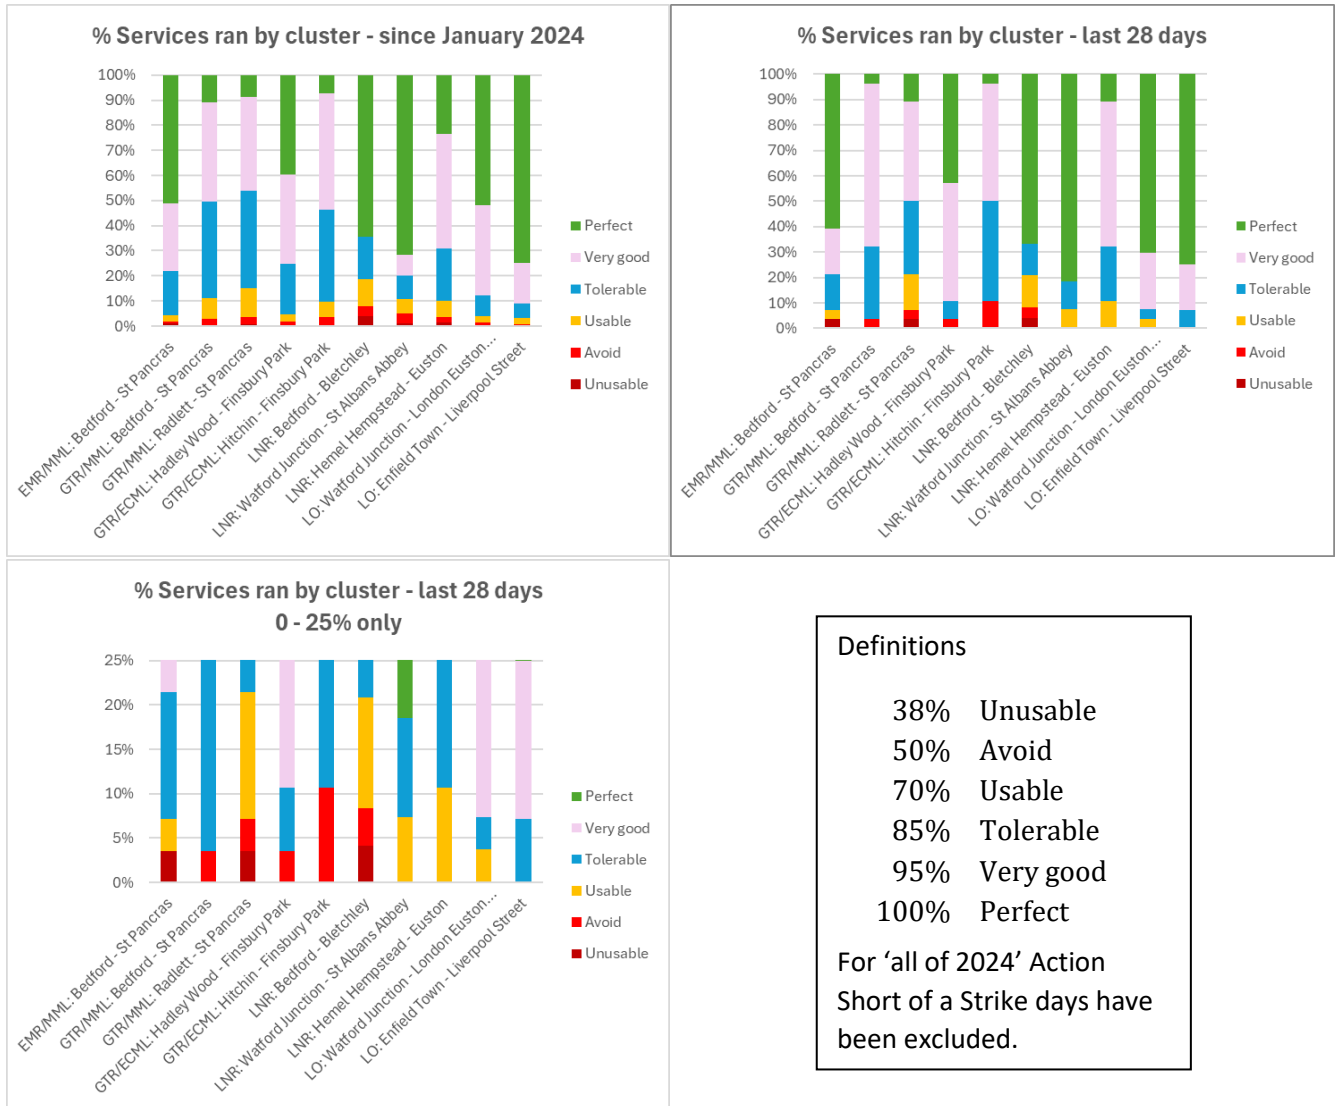 % Services ran by cluster - since January 2024
100%
90%
80%
70%
60%
50%
40%
30%
20%
10%
0%
EMR/MML: Bedford - St Pancras
GTR/MML: Bedford - St Pancras
GTR/MML: Radlett - St Pancras
GTR/ECML: Hadley Wood - Finsbury Park
GTR/ECML: Hitchin - Finsbury Park
LNR: Bedford - Bletchley
LNR: Watford Junction - St Albans Abbey
LNR: Hemel Hempstead - Euston
LO: Watford Junction - London Euston...
LO: Enfield Town - Liverpool Street
Perfect
Very good
Tolerable
Usable
Avoid
Unusable
% Services ran by cluster - last 28 days
100%
90%
80%
70%
60%
50%
40%
30%
20%
10%
0%
EMR/MML: Bedford - St Pancras
GTR/MML: Bedford - St Pancras
GTR/MML: Radlett - St Pancras
GTR/ECML: Hadley Wood - Finsbury Park
GTR/ECML: Hitchin - Finsbury Park
LNR: Bedford - Bletchley
LNR: Watford Junction - St Albans Abbey
LNR: Hemel Hempstead - Euston
LO: Watford Junction - London Euston...
LO: Enfield Town - Liverpool Street
Perfect
Very good
Tolerable
Usable
Avoid
Unusable
% Services ran by cluster - last 28 days
0 - 25% only
25%
20%
15%
10%
5%
0%
EMR/MML: Bedford - St Pancras
GTR/MML: Bedford - St Pancras
GTR/MML: Radlett - St Pancras
GTR/ECML: Hadley Wood - Finsbury Park
GTR/ECML: Hitchin - Finsbury Park
LNR: Bedford - Bletchley
LNR: Watford Junction - St Albans Abbey
LNR: Hemel Hempstead - Euston
LO: Watford Junction - London Euston...
LO: Enfield Town - Liverpool Street
Perfect
Very good
Tolerable
Usable
Avoid
Unusable
Definitions
38% Unusable
50% Avoid
70% Usable
85% Tolerable
95% Very good
100% Perfect
For ‘all of 2024’ Action
Short of a Strike days have
been excluded.